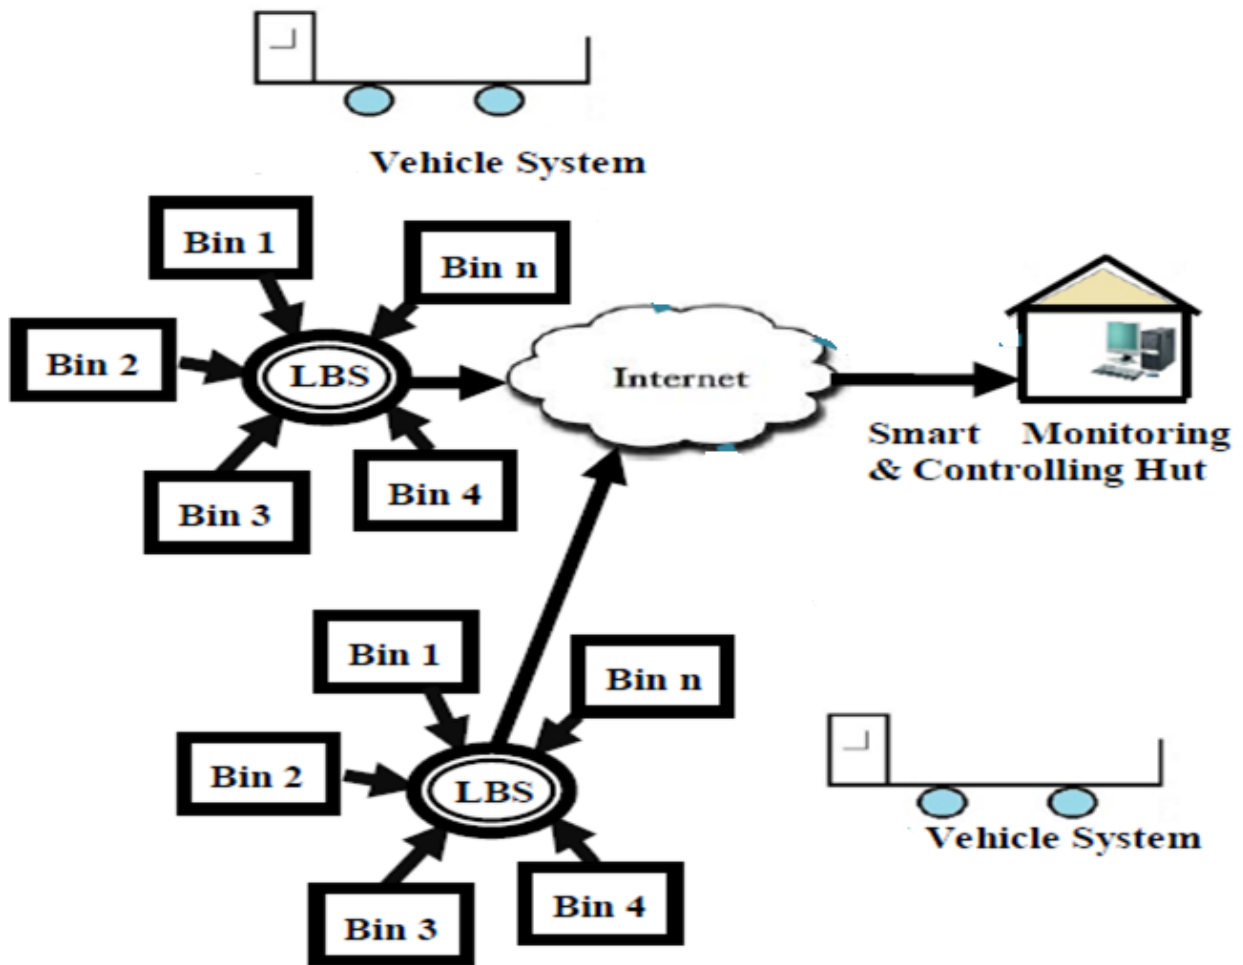 Vehicle System
Bin 1
Bin n
Bin 2
LBS
Internet
Smart Monitoring
& Controlling Hut
Bin 3
Bin 4
Bin 1
Bin n
Bin 2
LBS
Vehicle System
Bin 3
Bin 4